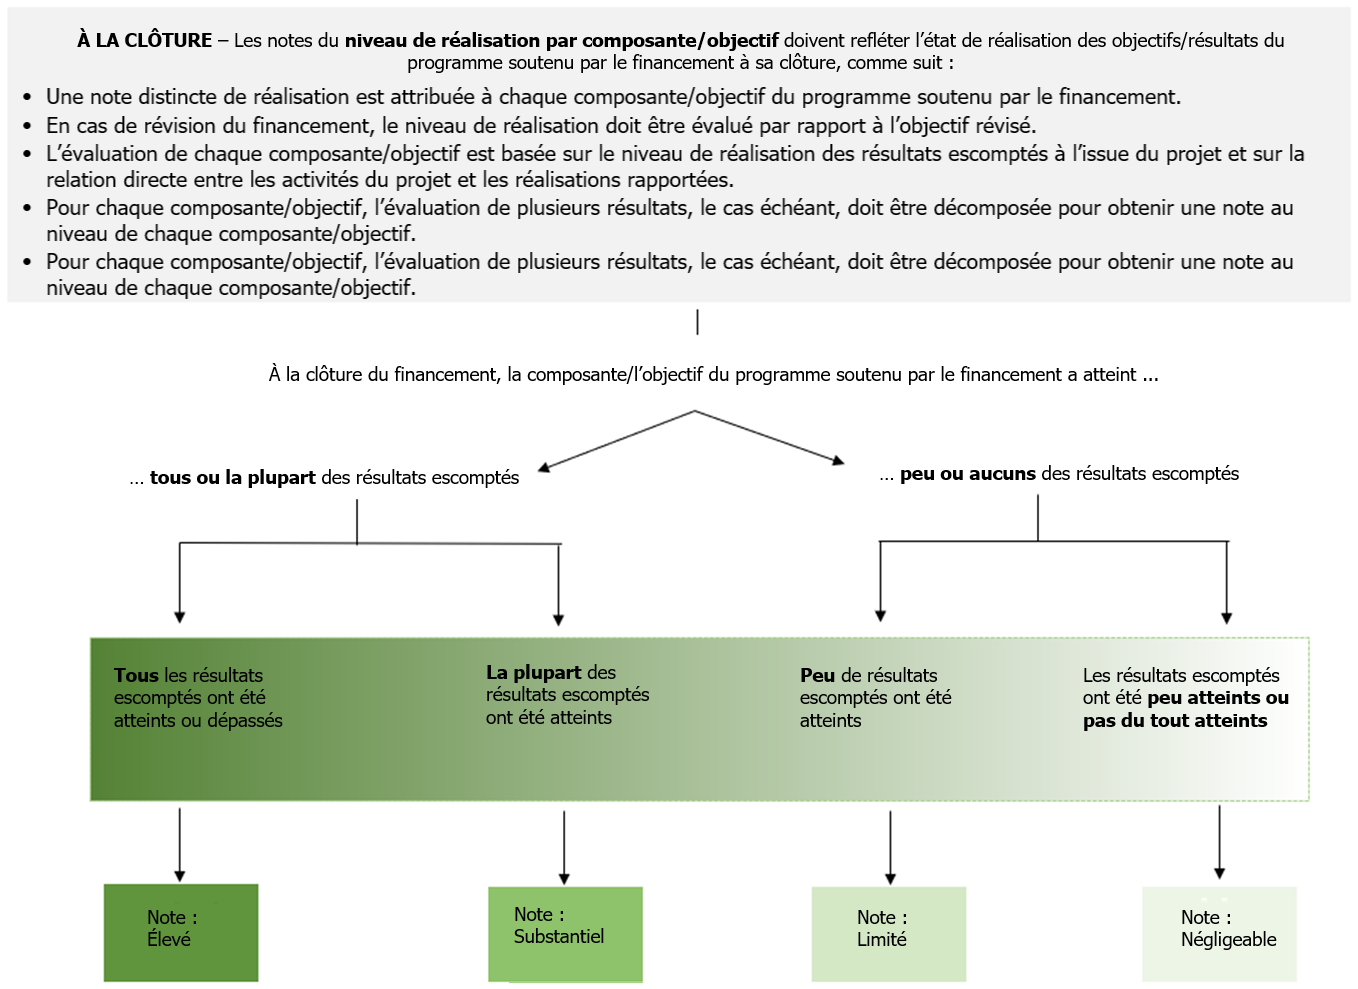 À LA CLÔTURE – Les notes du niveau de réalisation par composante/objectif doivent refléter l’état de réalisation des objectifs/résultats du
programme soutenu par le financement à sa clôture, comme suit :
• Une note distincte de réalisation est attribuée à chaque composante/objectif du programme soutenu par le financement.
• En cas de révision du financement, le niveau de réalisation doit être évalué par rapport à l’objectif révisé.
• L’évaluation de chaque composante/objectif est basée sur le niveau de réalisation des résultats escomptés à l’issue du projet et sur la
relation directe entre les activités du projet et les réalisations rapportées.
• Pour chaque composante/objectif, l’évaluation de plusieurs résultats, le cas échéant, doit être décomposée pour obtenir une note au
niveau de chaque composante/objectif.
• Pour chaque composante/objectif, l’évaluation de plusieurs résultats, le cas échéant, doit être décomposée pour obtenir une note au
niveau de chaque composante/objectif.
À la clôture du financement, la composante/l’objectif du programme soutenu par le financement a atteint ...
... tous ou la plupart des résultats escomptés
... peu ou aucuns des résultats escomptés
Tous les résultats
escomptés ont été
atteints ou dépassés
La plupart des
résultats escomptés
ont été atteints
Peu de résultats
escomptés ont été
atteints
Les résultats escomptés
ont été peu atteints ou
pas du tout atteints
Note :
Élevé
Note :
Substantiel
Note :
Limité
Note :
Négligeable